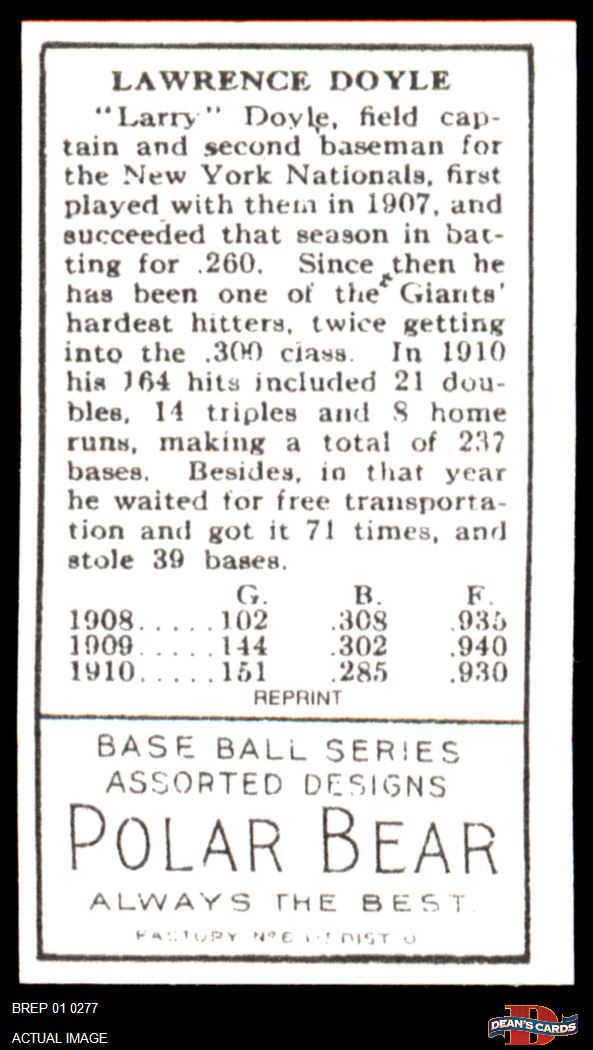 LAWRENCE DOYLE
"Larry" Doyle, field cap-
tain and second baseman for
the New York Nationals, first
played with them in 1907, and
succeeded that season in bat-
ting for .260. Since then he
has been one of the Giants'
hardest hitters, twice getting
into the .300 class. In 1910
his 164 hits included 21 dou-
bles, 14 triples and 8 home
runs, making a total of 237
bases. Besides, in that year
he waited for free transporta-
tion and got it 71 times, and
stole 39 bases.
G. B. F.
1908.....102 .308 .935
1909.....144 .302 .940
1910.....151 .285 .930
REPRINT
BASE BALL SERIES
ASSORTED DESIGNS
POLAR BEAR
ALWAYS THE BEST
FACTORY Nº 6 DIST O
BREP 01 0277
ACTUAL IMAGE
D
DEAN'S CARDS